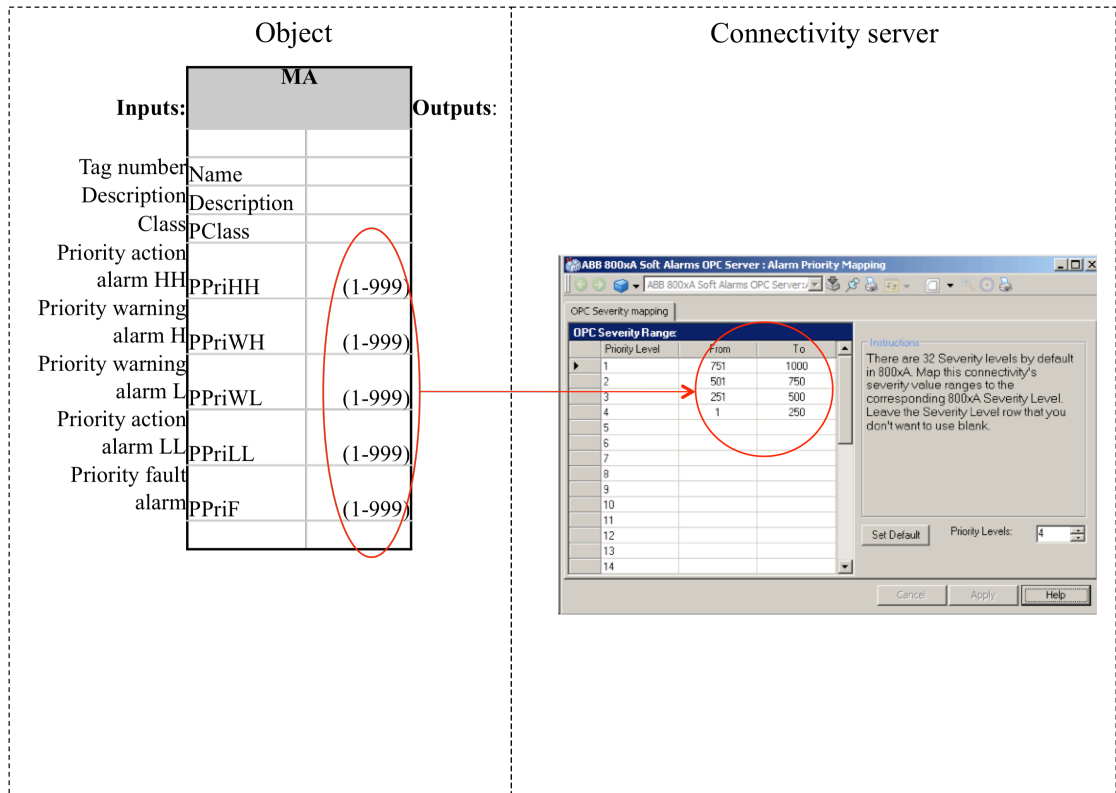 Object
MA
Inputs:
Outputs:
Tag number
Name
Description
Description
Class
PClass
Priority action
alarm HH
PPriHH
(1-999)
Priority warning
alarm H
PPriWH
(1-999)
Priority warning
alarm L
PPriWL
(1-999)
Priority action
alarm LL
PPriLL
(1-999)
Priority fault
alarm
PPriF
(1-999)
Connectivity server
ABB 800xA Soft Alarms OPC Server : Alarm Priority Mapping
ABB 800xA Soft Alarms OPC Server:
OPC Severity mapping
OPC Severity Range:
Priority Level From To
1 751 1000
2 501 750
3 251 500
4 1 250
5
6
7
8
9
10
11
12
13
14
Instructions
There are 32 Severity levels by default
in 800xA. Map this connectivity's
severity value ranges to the
corresponding 800xA Severity Level.
Leave the Severity Level row that you
don't want to use blank.
Set Default
Priority Levels:
4
Cancel
Apply
Help